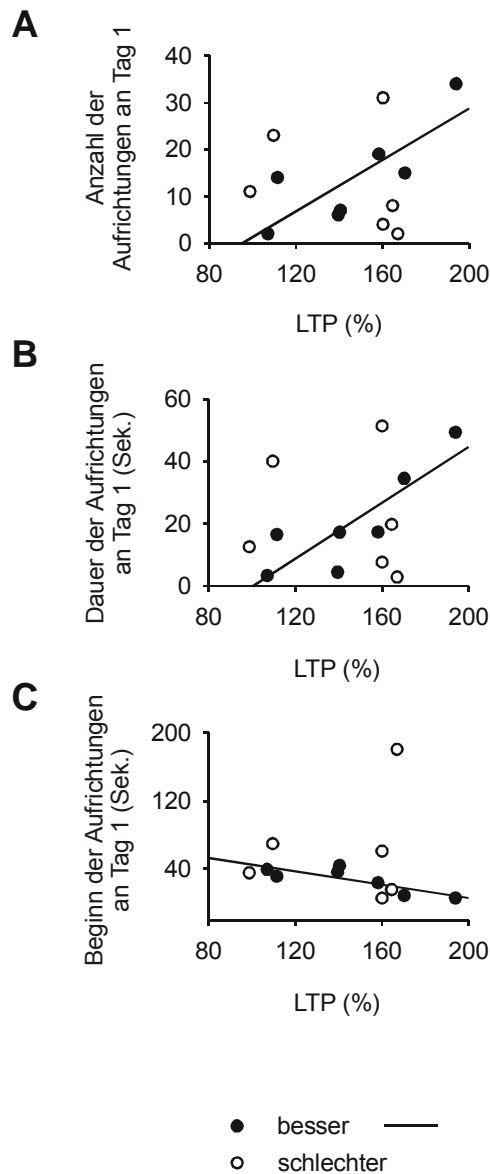 A
Anzahl der
Aufrichtungen an Tag 1
40
30
20
10
0
80 120 160 200
LTP (%)
B
Dauer der Aufrichtungen
an Tag 1 (Sek.)
60
40
20
0
80 120 160 200
LTP (%)
C
Beginn der Aufrichtungen
an Tag 1 (Sek.)
200
120
40
80 120 160 200
LTP (%)
besser
schlechter